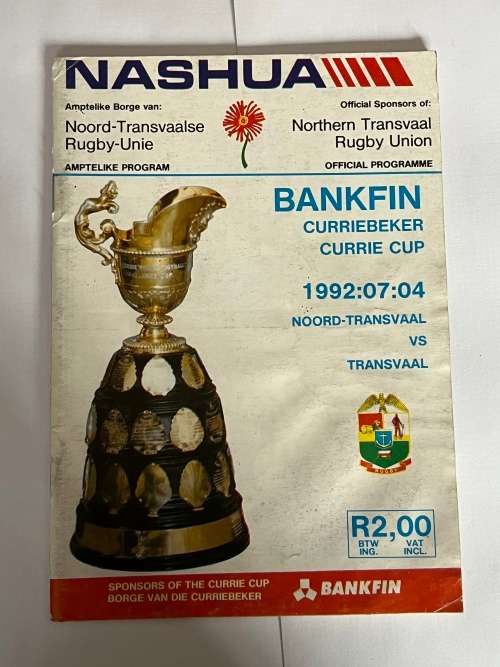 NASHUA
Amptelike Borge van:
Noord-Transvaalse
Rugby-Unie
AMPTELIKE PROGRAM
Official Sponsors of:
Northern Transvaal
Rugby Union
OFFICIAL PROGRAMME
BANKFIN
CURRIEBEKER
CURRIE CUP
1992:07:04
NOORD-TRANSVAAL
VS
TRANSVAAL
RUGBY
R2,00
BTW VAT
ING. INCL.
SPONSORS OF THE CURRIE CUP
BORGE VAN DIE CURRIEBEKER
BANKFIN